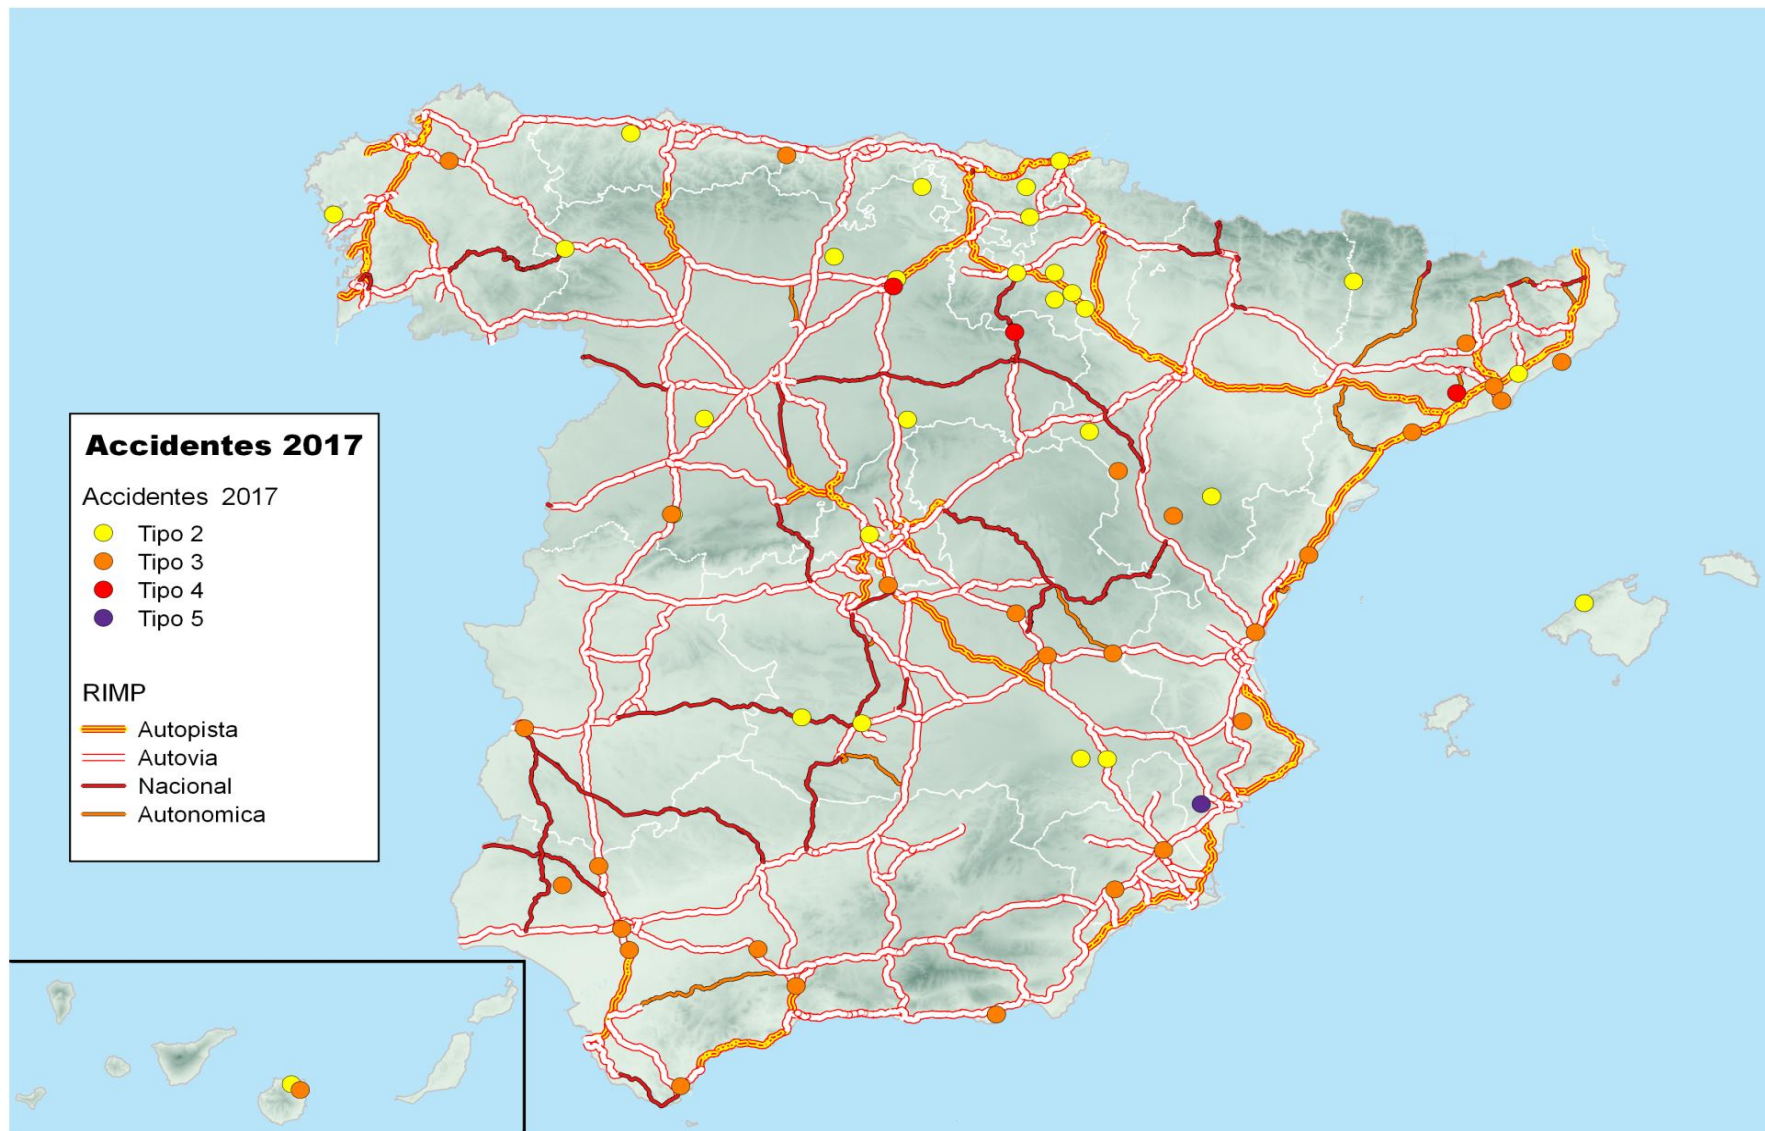 Accidentes 2017
Accidentes 2017
Tipo 2
Tipo 3
Tipo 4
Tipo 5
RIMP
Autopista
Autovia
Nacional
Autonomica